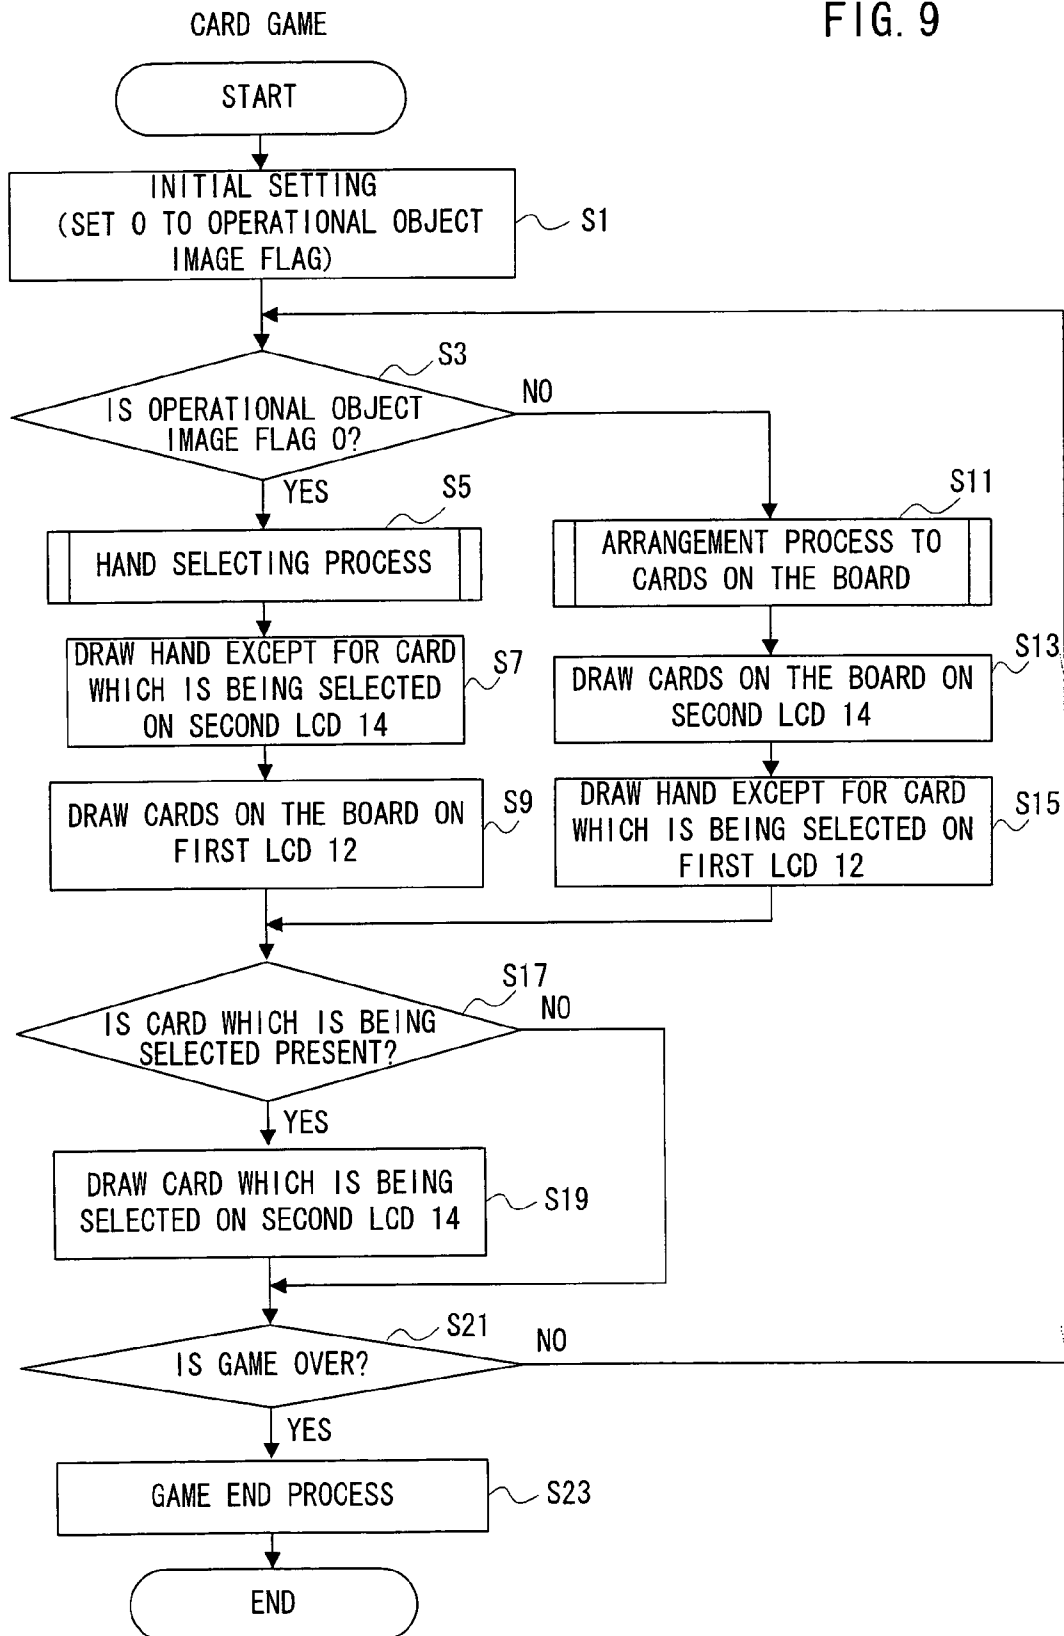 CARD GAME
FIG. 9
START
INITIAL SETTING
(SET 0 TO OPERATIONAL OBJECT
IMAGE FLAG)
S1
S3
IS OPERATIONAL OBJECT
IMAGE FLAG 0?
NO
YES
S5
HAND SELECTING PROCESS
S11
ARRANGEMENT PROCESS TO
CARDS ON THE BOARD
DRAW HAND EXCEPT FOR CARD
WHICH IS BEING SELECTED
ON SECOND LCD 14
S7
S13
DRAW CARDS ON THE BOARD ON
SECOND LCD 14
DRAW CARDS ON THE BOARD ON
FIRST LCD 12
S9
DRAW HAND EXCEPT FOR CARD
WHICH IS BEING SELECTED ON
FIRST LCD 12
S15
S17
IS CARD WHICH IS BEING
SELECTED PRESENT?
NO
YES
DRAW CARD WHICH IS BEING
SELECTED ON SECOND LCD 14
S19
S21
IS GAME OVER?
NO
YES
GAME END PROCESS
S23
END